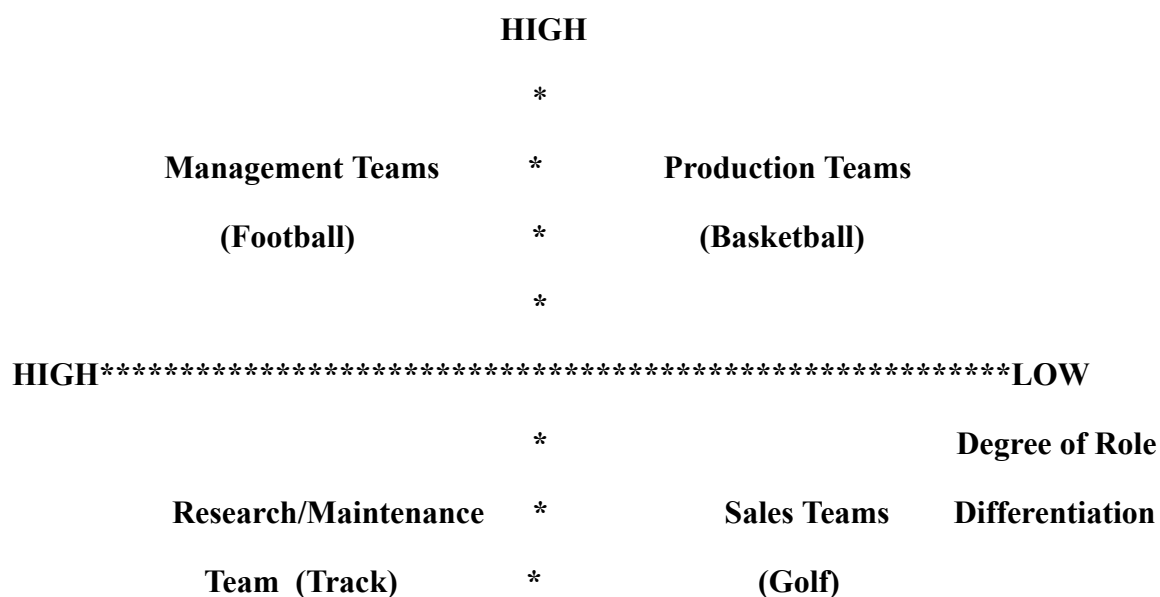 HIGH
*
Management Teams * Production Teams
(Football) * (Basketball)
*
HIGH*********************************************************LOW
* Degree of Role
Research/Maintenance * Sales Teams Differentiation
Team (Track) * (Golf)